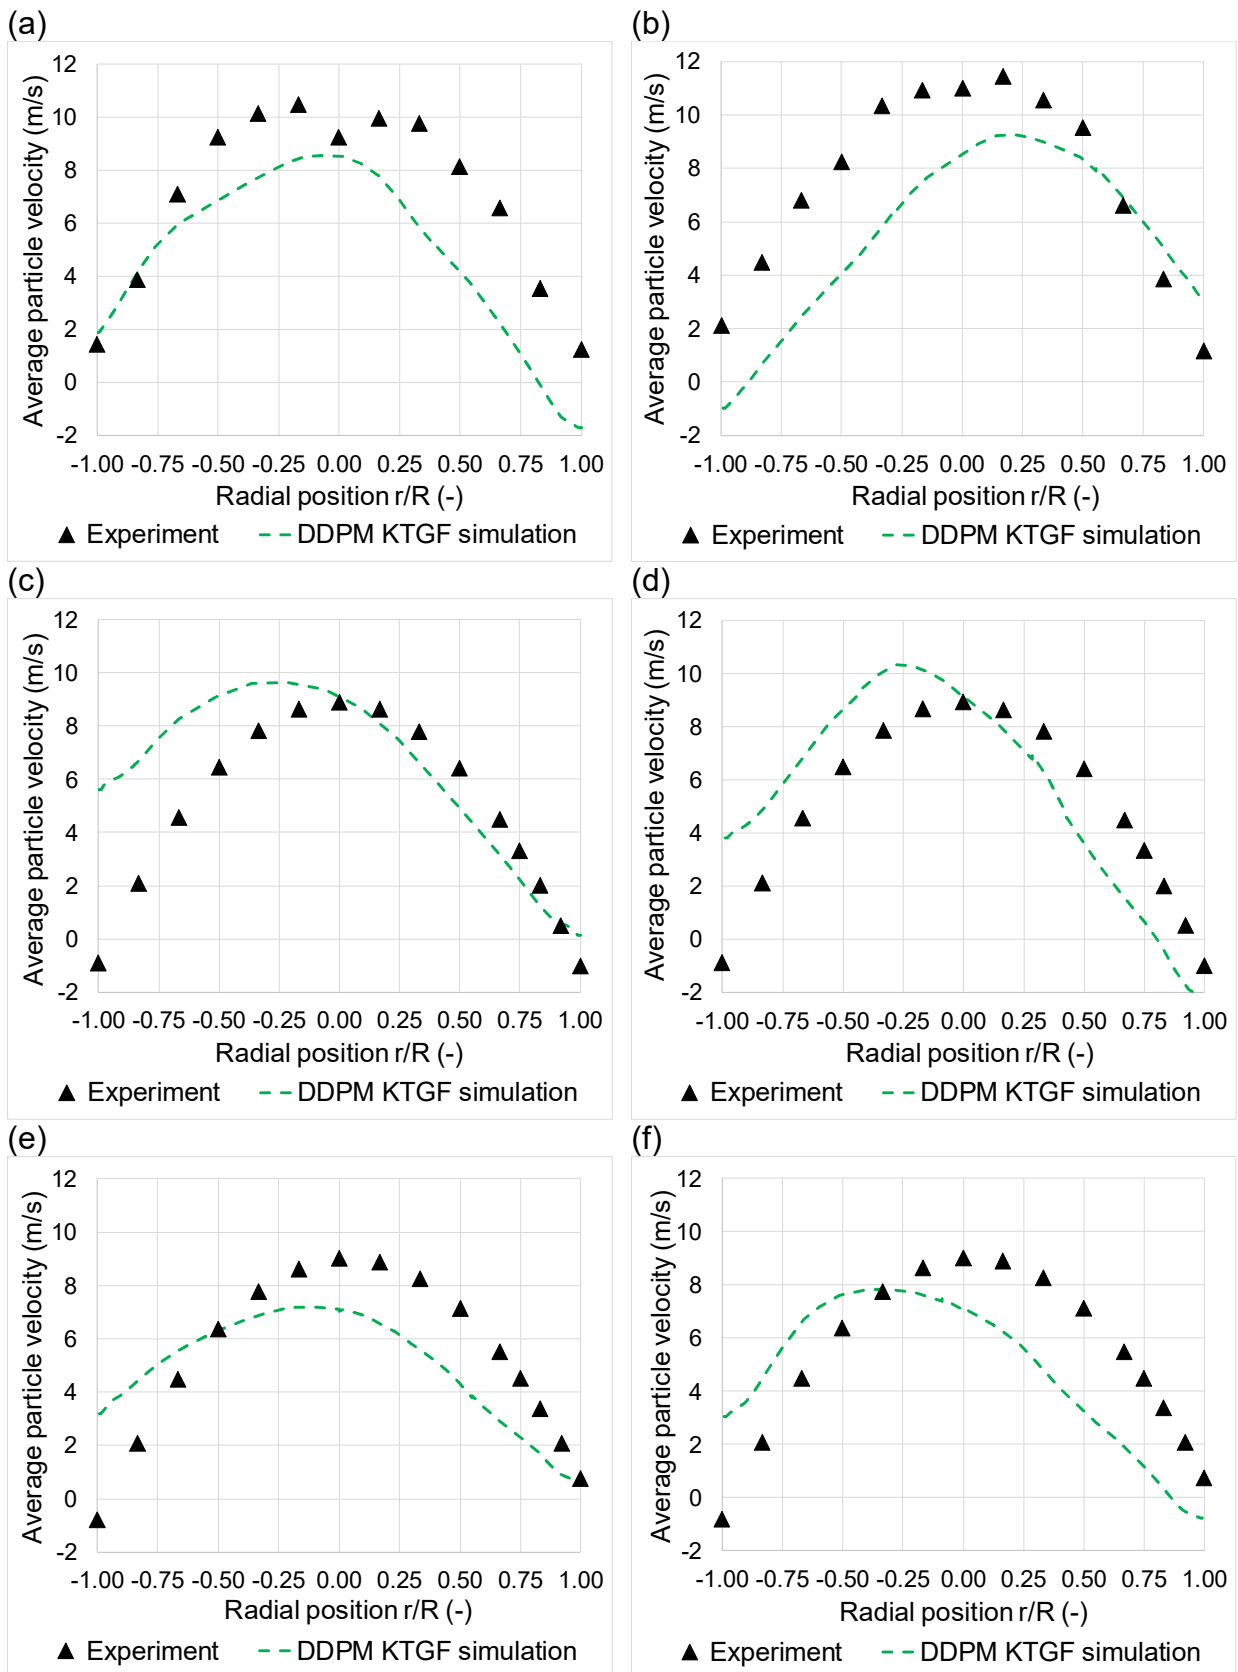 (a)
12
10
8
6
4
2
0
-2
Average particle velocity (m/s)
-1.00 -0.75 -0.50 -0.25 0.00 0.25 0.50 0.75 1.00
Radial position r/R (-)
Experiment DDPM KTGF simulation
(b)
12
10
8
6
4
2
0
-2
Average particle velocity (m/s)
-1.00 -0.75 -0.50 -0.25 0.00 0.25 0.50 0.75 1.00
Radial position r/R (-)
Experiment DDPM KTGF simulation
(c)
12
10
8
6
4
2
0
-2
Average particle velocity (m/s)
-1.00 -0.75 -0.50 -0.25 0.00 0.25 0.50 0.75 1.00
Radial position r/R (-)
Experiment DDPM KTGF simulation
(d)
12
10
8
6
4
2
0
-2
Average particle velocity (m/s)
-1.00 -0.75 -0.50 -0.25 0.00 0.25 0.50 0.75 1.00
Radial position r/R (-)
Experiment DDPM KTGF simulation
(e)
12
10
8
6
4
2
0
-2
Average particle velocity (m/s)
-1.00 -0.75 -0.50 -0.25 0.00 0.25 0.50 0.75 1.00
Radial position r/R (-)
Experiment DDPM KTGF simulation
(f)
12
10
8
6
4
2
0
-2
Average particle velocity (m/s)
-1.00 -0.75 -0.50 -0.25 0.00 0.25 0.50 0.75 1.00
Radial position r/R (-)
Experiment DDPM KTGF simulation